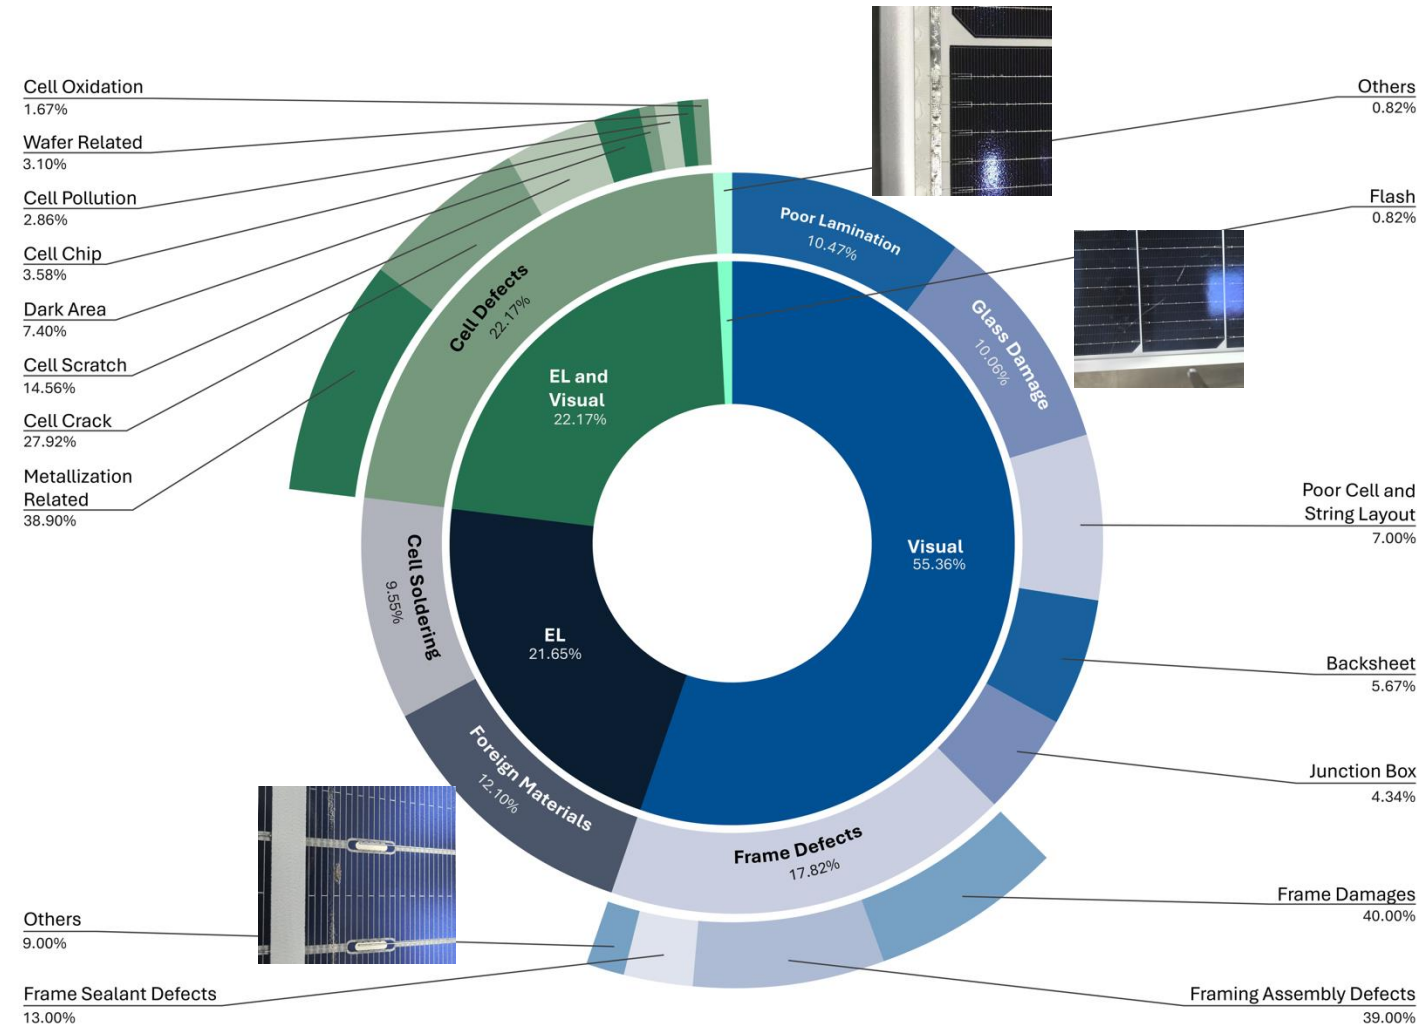 Cell Oxidation
1.67%
Wafer Related
3.10%
Cell Pollution
2.86%
Cell Chip
3.58%
Dark Area
7.40%
Cell Scratch
14.56%
Cell Crack
27.92%
Metallization
Related
38.90%
Others
9.00%
Frame Sealant Defects
13.00%
Cell Defects
22.17%
EL and
Visual
22.17%
Cell Soldering
9.55%
EL
21.65%
Foreign Materials
12.10%
Poor Lamination
10.47%
Glass Damage
10.06%
Visual
55.36%
Frame Defects
17.82%
Others
0.82%
Flash
0.82%
Poor Cell and
String Layout
7.00%
Backsheet
5.67%
Junction Box
4.34%
Frame Damages
40.00%
Framing Assembly Defects
39.00%